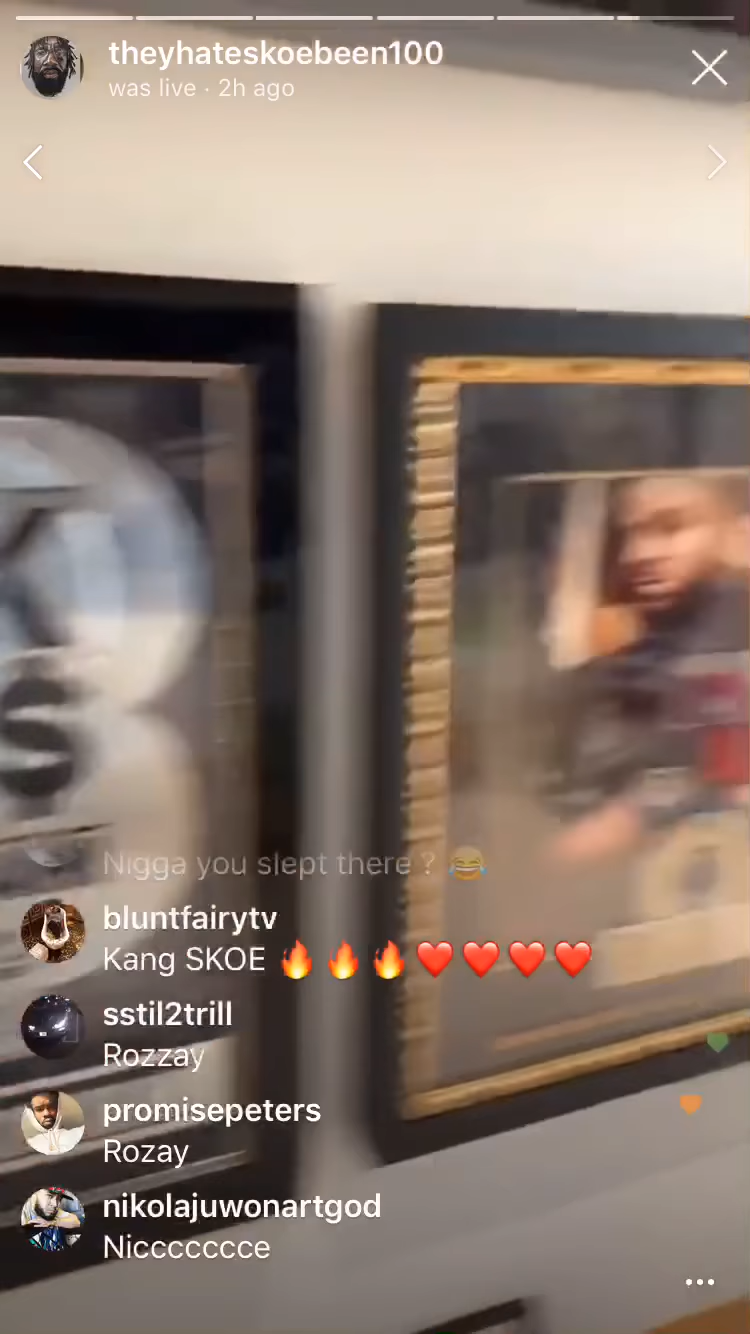 theyhateskoebeen100
was live · 2h ago
Nigga you slept there ? 😂
bluntfairytv
Kang SKOE 🔥🔥🔥❤️❤️❤️❤️
sstil2trill
Rozzay
promisepeters
Rozay
nikolajuwonartgod
Niccccccce
S